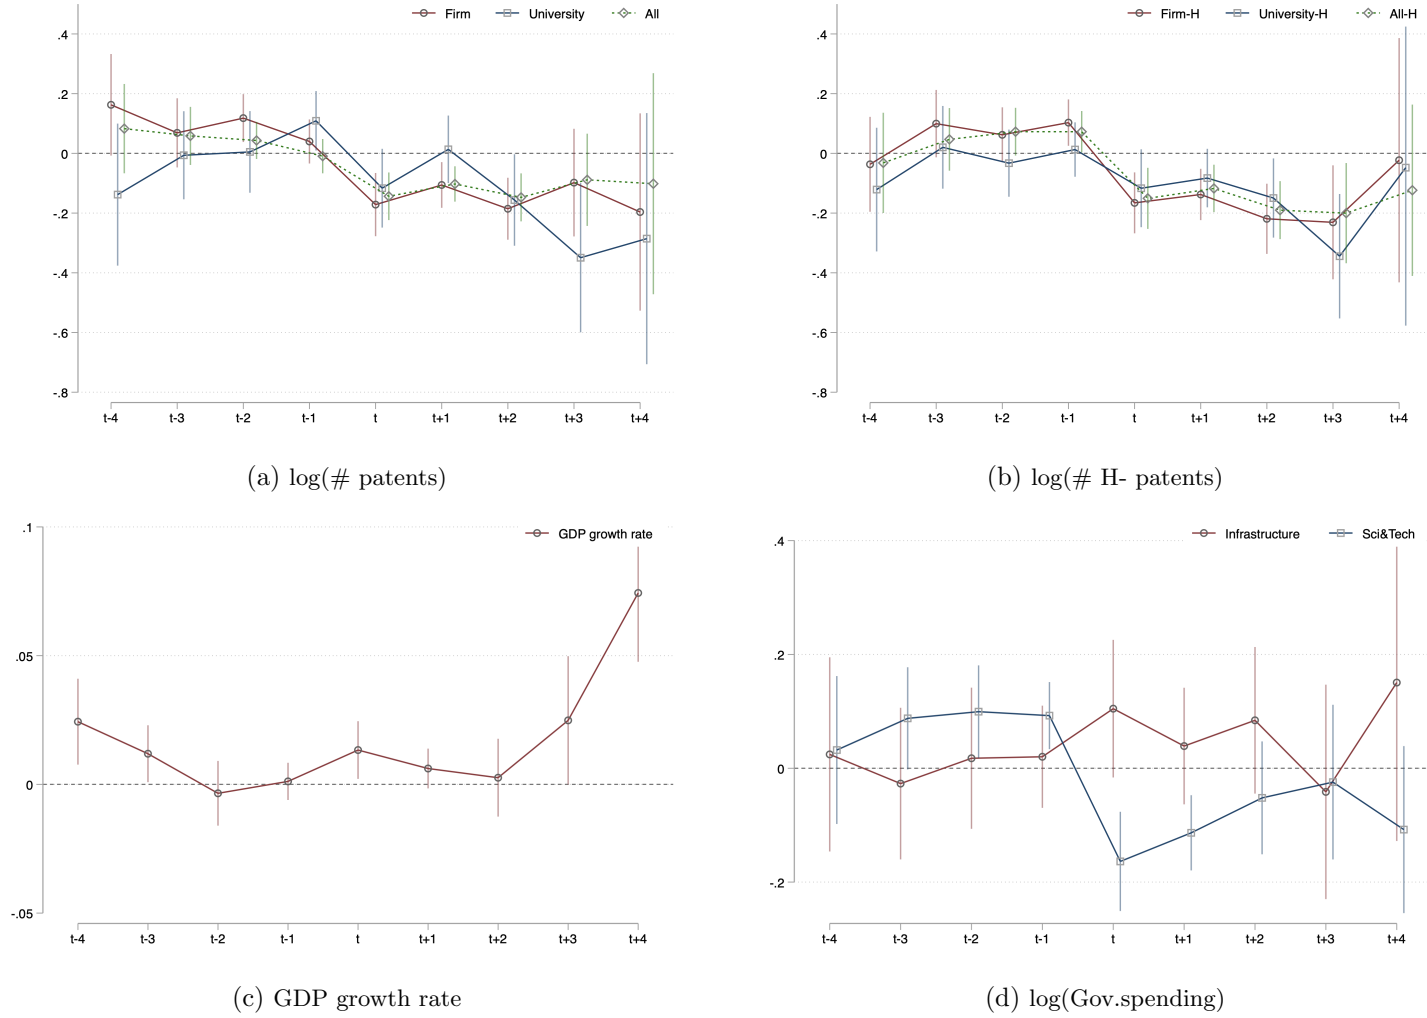 Firm University All
.4
.2
0
-.2
-.4
-.6
-.8
t-4 t-3 t-2 t-1 t t+1 t+2 t+3 t+4
(a) log(# patents)
Firm-H University-H All-H
.4
.2
0
-.2
-.4
-.6
-.8
t-4 t-3 t-2 t-1 t t+1 t+2 t+3 t+4
(b) log(# H- patents)
GDP growth rate
.1
.05
0
-.05
t-4 t-3 t-2 t-1 t t+1 t+2 t+3 t+4
(c) GDP growth rate
Infrastructure Sci&Tech
.4
.2
0
-.2
t-4 t-3 t-2 t-1 t t+1 t+2 t+3 t+4
(d) log(Gov.spending)